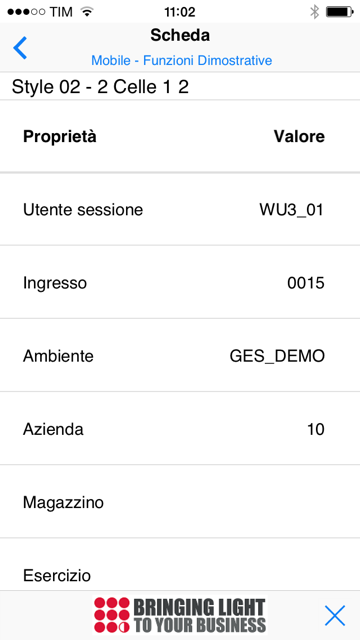 TIM 11:02
Scheda
Mobile - Funzioni Dimostrative
Style 02 - 2 Celle 1 2
Proprietà Valore
Utente sessione WU3_01
Ingresso 0015
Ambiente GES_DEMO
Azienda 10
Magazzino
Esercizio
BRINGING LIGHT
TO YOUR BUSINESS